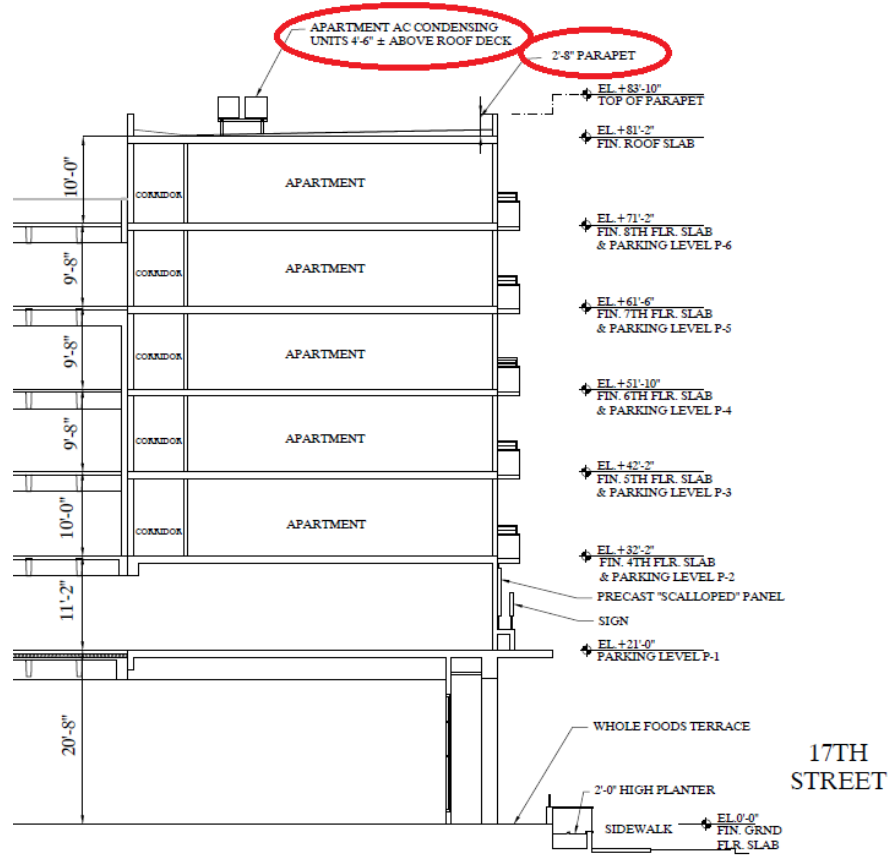 APARTMENT AC CONDENSING
UNITS 4'-6" ± ABOVE ROOF DECK
2'-8" PARAPET
EL.+83'-10"
TOP OF PARAPET
EL.+81'-2"
FIN. ROOF SLAB
10'-0"
CORRIDOR
APARTMENT
EL.+71'-2"
FIN. 8TH FLR. SLAB
& PARKING LEVEL P-6
9'-8"
CORRIDOR
APARTMENT
EL.+61'-6"
FIN. 7TH FLR. SLAB
& PARKING LEVEL P-5
9'-8"
CORRIDOR
APARTMENT
EL.+51'-10"
FIN. 6TH FLR. SLAB
& PARKING LEVEL P-4
9'-8"
CORRIDOR
APARTMENT
EL.+42'-2"
FIN. 5TH FLR. SLAB
& PARKING LEVEL P-3
10'-0"
CORRIDOR
APARTMENT
EL.+32'-2"
FIN. 4TH FLR. SLAB
& PARKING LEVEL P-2
11'-2"
PRECAST "SCALLOPED" PANEL
SIGN
EL.+21'-0"
PARKING LEVEL P-1
20'-8"
WHOLE FOODS TERRACE
17TH
STREET
2'-0" HIGH PLANTER
SIDEWALK
EL.0'-0"
FIN. GRND
FLR. SLAB